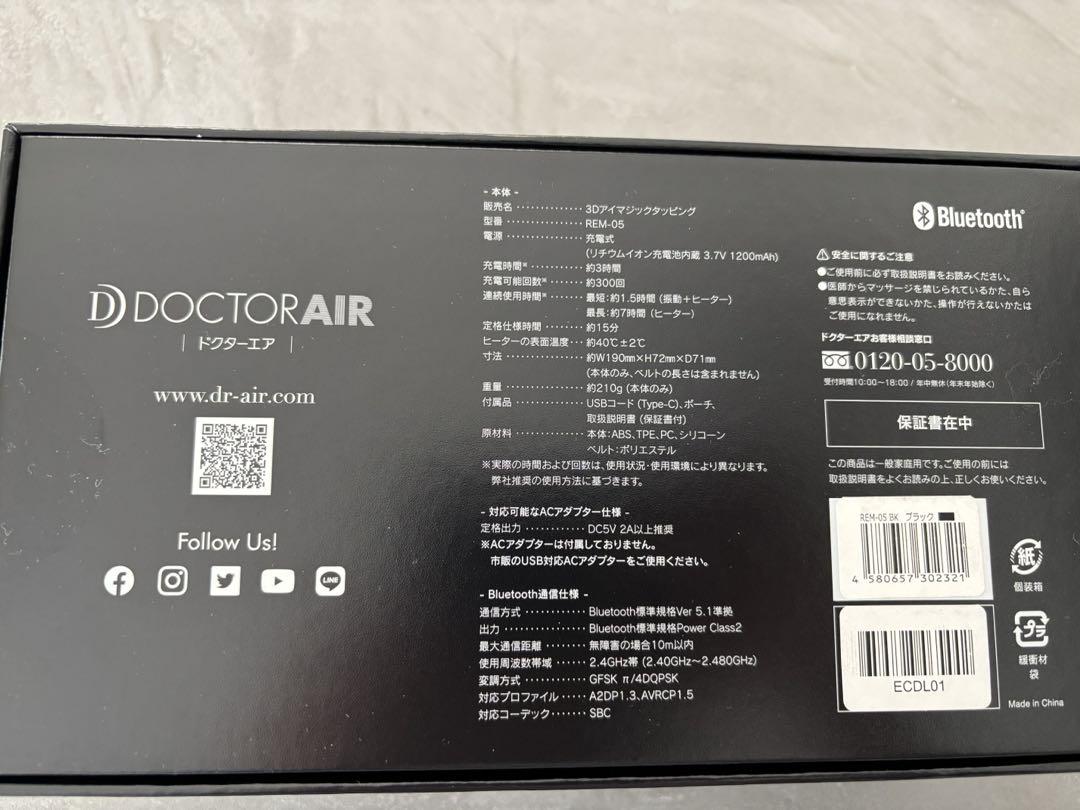 DOCTORAIR
｜ドクターエア｜
www.dr-air.com
Follow Us!
LINE
- 本体 -
販売名 ・・・・・・・・・・・・・・ 3Dアイマジックタッピング
型番 ・・・・・・・・・・・・・・・・ REM-05
電源 ・・・・・・・・・・・・・・・・ 充電式
(リチウムイオン充電池内蔵 3.7V 1200mAh)
充電時間※ ・・・・・・・・・・・ 約3時間
充電可能回数※ ・・・・・・・ 約300回
連続使用時間※ ・・・・・・・ 最短: 約1.5時間 (振動＋ヒーター)
最長: 約7時間 (ヒーター)
定格仕様時間 ・・・・・・・・ 約15分
ヒーターの表面温度・・・ 約40℃±2℃
寸法 ・・・・・・・・・・・・・・・・ 約W190mm×H72mm×D71mm
(本体のみ、ベルトの長さは含まれません)
重量 ・・・・・・・・・・・・・・・・ 約210g (本体のみ)
付属品 ・・・・・・・・・・・・・・ USBコード (Type-C)、ポーチ、
取扱説明書 (保証書付)
原材料 ・・・・・・・・・・・・・・ 本体:ABS、TPE、PC、シリコーン
ベルト:ポリエステル
※実際の時間および回数は、使用状況・使用環境により異なります。
弊社推奨の使用方法に基づきます。
- 対応可能なACアダプター仕様 -
定格出力 ・・・・・・・・・・・・ DC5V 2A以上推奨
※ACアダプターは付属しておりません。
市販のUSB対応ACアダプターをご使用ください。
- Bluetooth通信仕様 -
通信方式 ・・・・・・・・・・・・ Bluetooth標準規格Ver 5.1準拠
出力 ・・・・・・・・・・・・・・・・ Bluetooth標準規格Power Class2
最大通信距離 ・・・・・・・・ 無障害の場合10m以内
使用周波数帯域 ・・・・・・ 2.4GHz帯 (2.40GHz〜2.480GHz)
変調方式 ・・・・・・・・・・・・ GFSK π/4DQPSK
対応プロファイル ・・・・・ A2DP1.3、AVRCP1.5
対応コーデック・・・・・・・ SBC
Bluetooth®
⚠安全に関するご注意
●ご使用前に必ず取扱説明書をお読みください。
●医師からマッサージを禁じられているかた、自ら
意思表示ができないかた、操作が行えないかたは
ご使用になれません。
ドクターエアお客様相談窓口
0120-05-8000
受付時間10:00〜18:00 / 年中無休(年末年始除く)
保証書在中
この商品は一般家庭用です。ご使用の前には
取扱説明書をよくお読みの上、正しくお使いください。
REM-05 BK ブラック
4 580657 302321
ECDL01
紙
個装箱
プラ
緩衝材
袋
Made in China